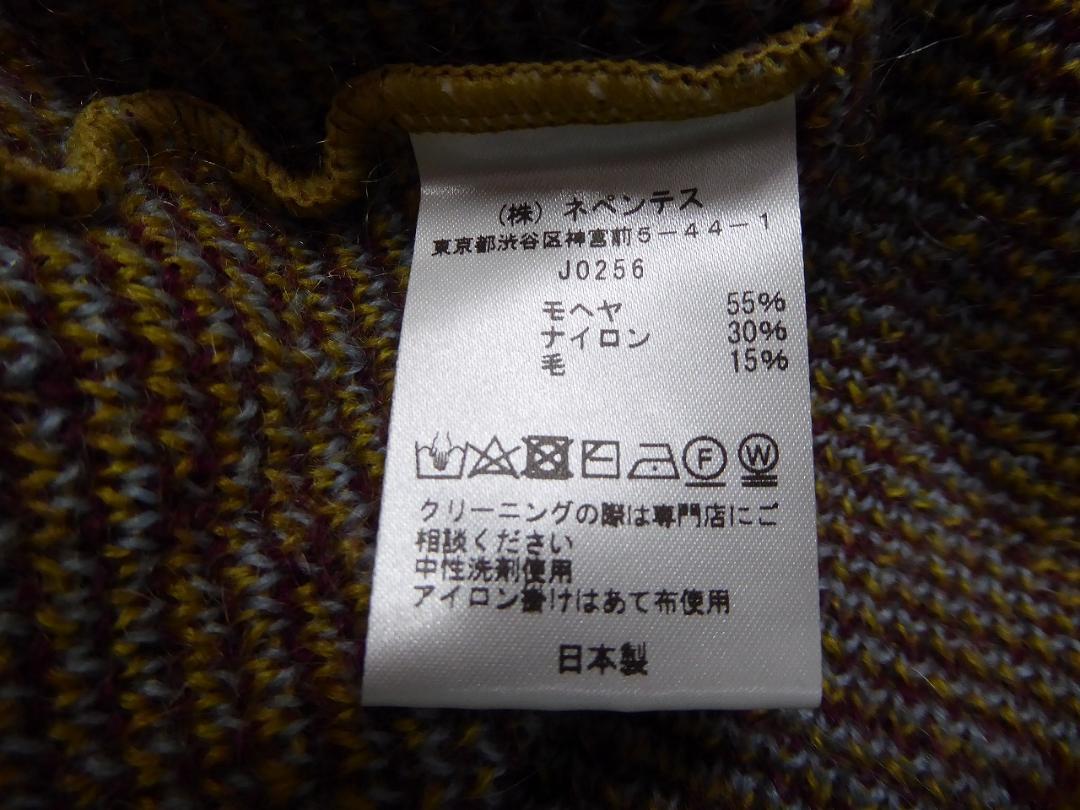 (株) ネペンテス
東京都渋谷区神宮前5-44-1
J0256
モヘヤ 55%
ナイロン 30%
毛 15%
F W
クリーニングの際は専門店にご
相談ください
中性洗剤使用
アイロン掛けはあて布使用
日本製